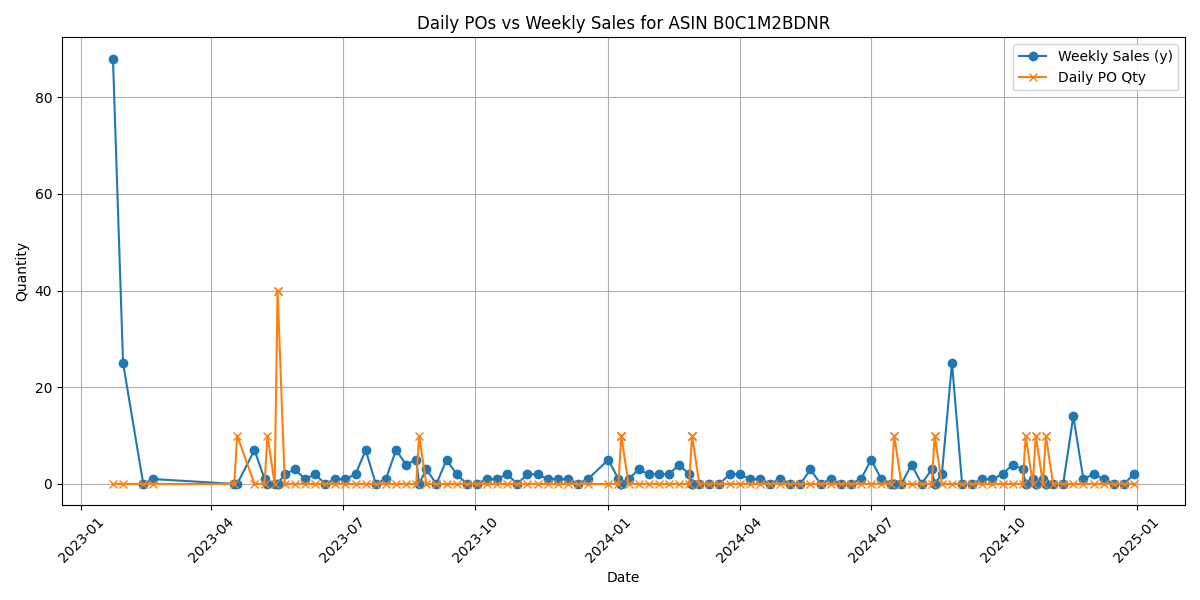 Daily POs vs Weekly Sales for ASIN B0C1M2BDNR
Weekly Sales (y)
Daily PO Qty
Quantity
80
60
40
20
0
2023-01
2023-04
2023-07
2023-10
2024-01
2024-04
2024-07
2024-10
2025-01
Date